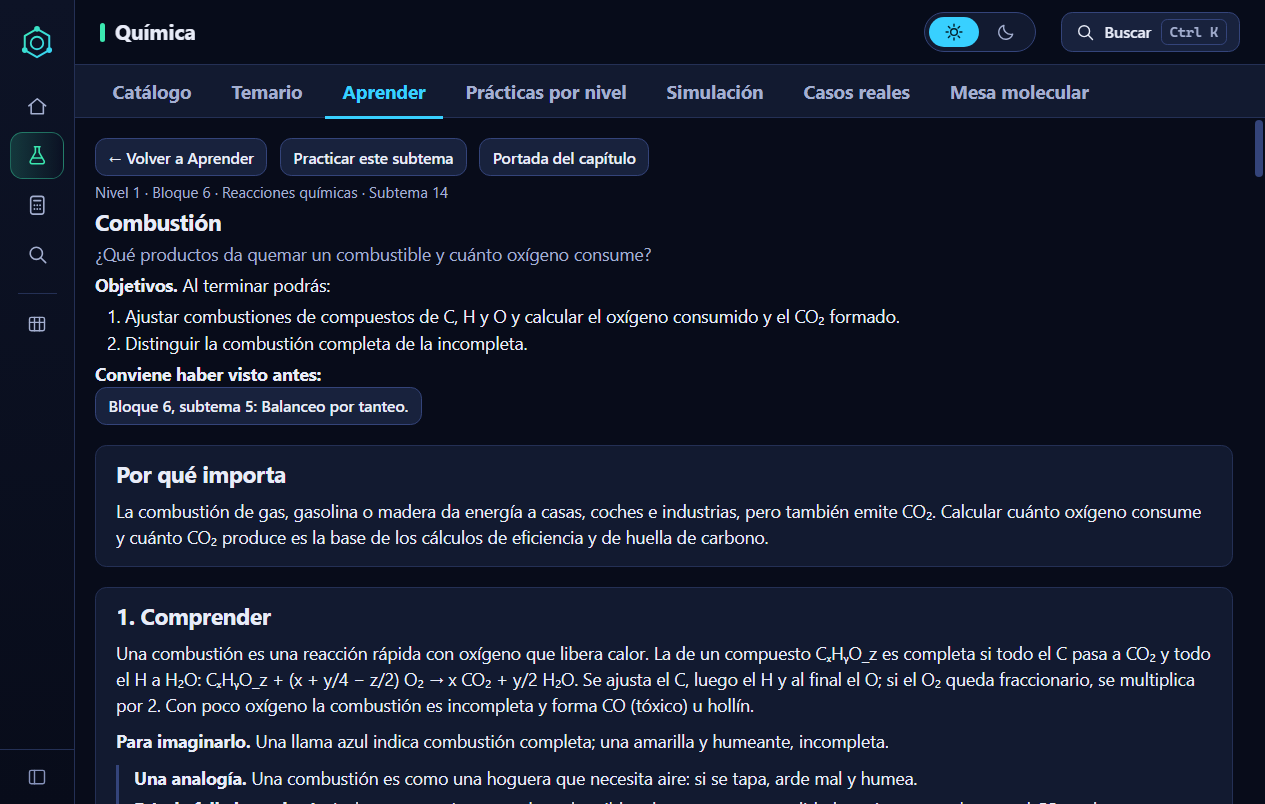 Química
Buscar Ctrl K
Catálogo Temario Aprender Prácticas por nivel Simulación Casos reales Mesa molecular
← Volver a Aprender Practicar este subtema Portada del capítulo
Nivel 1 · Bloque 6 · Reacciones químicas · Subtema 14
Combustión
¿Qué productos da quemar un combustible y cuánto oxígeno consume?
Objetivos. Al terminar podrás:
1. Ajustar combustiones de compuestos de C, H y O y calcular el oxígeno consumido y el CO₂ formado.
2. Distinguir la combustión completa de la incompleta.
Conviene haber visto antes:
Bloque 6, subtema 5: Balanceo por tanteo.
Por qué importa
La combustión de gas, gasolina o madera da energía a casas, coches e industrias, pero también emite CO₂. Calcular cuánto oxígeno consume
y cuánto CO₂ produce es la base de los cálculos de eficiencia y de huella de carbono.
1. Comprender
Una combustión es una reacción rápida con oxígeno que libera calor. La de un compuesto CₓHᵧO_z es completa si todo el C pasa a CO₂ y todo
el H a H₂O: CₓHᵧO_z + (x + y/4 − z/2) O₂ → x CO₂ + y/2 H₂O. Se ajusta el C, luego el H y al final el O; si el O₂ queda fraccionario, se multiplica
por 2. Con poco oxígeno la combustión es incompleta y forma CO (tóxico) u hollín.
Para imaginarlo. Una llama azul indica combustión completa; una amarilla y humeante, incompleta.
Una analogía. Una combustión es como una hoguera que necesita aire: si se tapa, arde mal y humea.